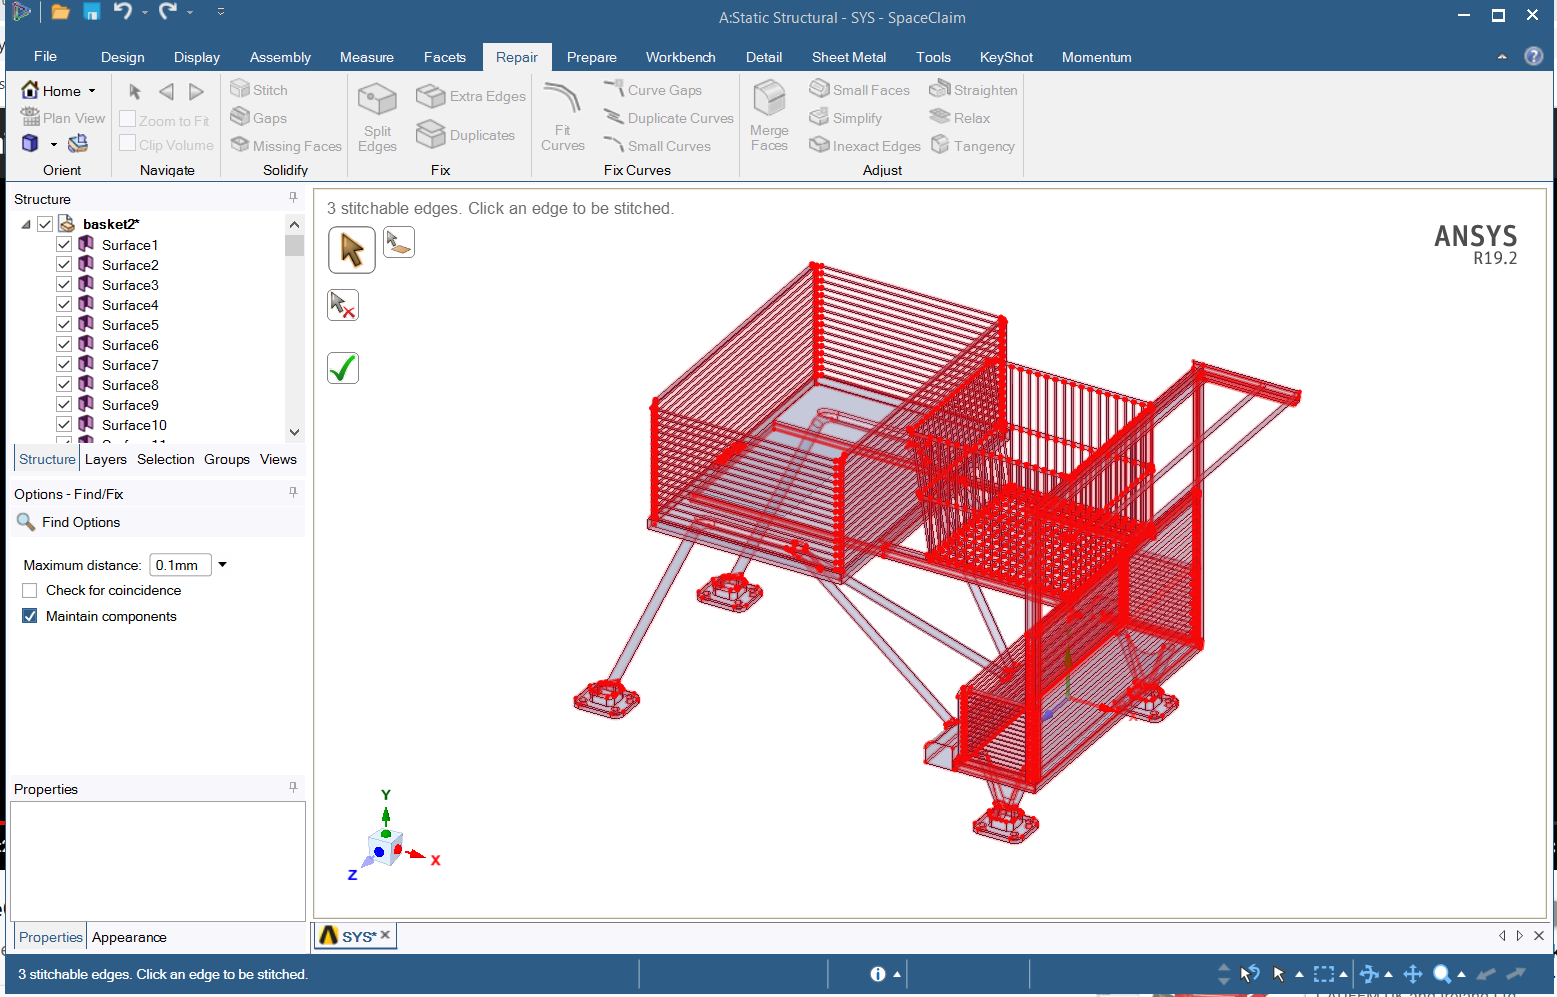 A:Static Structural - SYS - SpaceClaim
File Design Display Assembly Measure Facets Repair Prepare Workbench Detail Sheet Metal Tools KeyShot Momentum
Home
Plan View
Orient
Zoom to Fit
Clip Volume
Navigate
Stitch
Gaps
Missing Faces
Solidify
Split
Edges
Extra Edges
Duplicates
Fix
Fit
Curves
Curve Gaps
Duplicate Curves
Small Curves
Fix Curves
Merge
Faces
Small Faces
Simplify
Inexact Edges
Straighten
Relax
Tangency
Adjust
Structure
basket2*
Surface1
Surface2
Surface3
Surface4
Surface5
Surface6
Surface7
Surface8
Surface9
Surface10
Structure Layers Selection Groups Views
Options - Find/Fix
Find Options
Maximum distance: 0.1mm
Check for coincidence
Maintain components
Properties
Properties Appearance
3 stitchable edges. Click an edge to be stitched.
ANSYS
R19.2
Y
X
Z
SYS*
3 stitchable edges. Click an edge to be stitched.